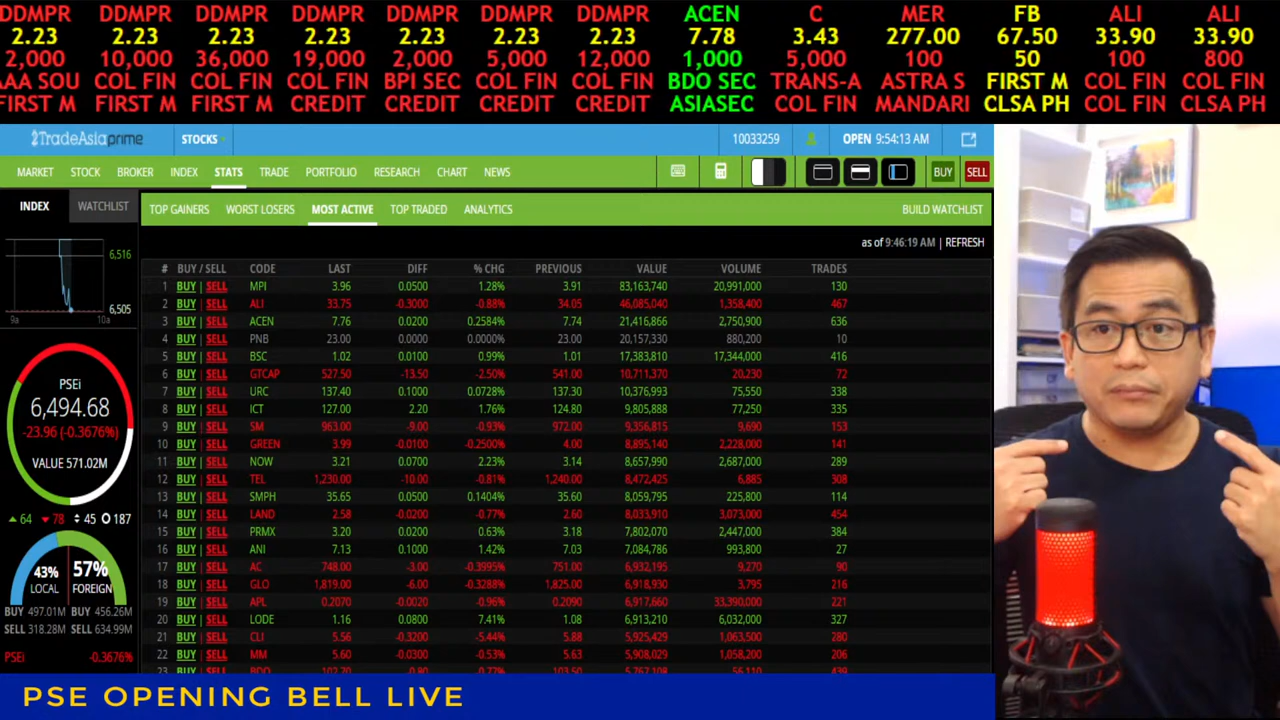 DDMPR DDMPR DDMPR DDMPR DDMPR DDMPR DDMPR ACEN C MER FB ALI ALI
2.23 2.23 2.23 2.23 2.23 2.23 2.23 7.78 3.43 277.00 67.50 33.90 33.90
2,000 10,000 36,000 19,000 2,000 5,000 12,000 1,000 5,000 100 50 100 800
AAA SOU COL FIN COL FIN COL FIN BPI SEC COL FIN COL FIN BDO SEC TRANS-A ASTRA S FIRST M COL FIN COL FIN
FIRST M FIRST M FIRST M CREDIT CREDIT CREDIT CREDIT ASIASEC COL FIN MANDARI CLSA PH COL FIN CLSA PH
2TradeAsia prime STOCKS 10033259 OPEN 9:54:13 AM
MARKET STOCK BROKER INDEX STATS TRADE PORTFOLIO RESEARCH CHART NEWS BUY SELL
INDEX WATCHLIST
TOP GAINERS WORST LOSERS MOST ACTIVE TOP TRADED ANALYTICS BUILD WATCHLIST
as of 9:46:19 AM | REFRESH
6,516
6,505
9a 10a
PSEi
6,494.68
-23.96 (-0.3676%)
VALUE 571.02M
64 78 45 187
43% 57%
LOCAL FOREIGN
BUY 497.01M BUY 456.26M
SELL 318.28M SELL 634.99M
PSEi -0.3676%
# BUY / SELL CODE LAST DIFF % CHG PREVIOUS VALUE VOLUME TRADES
1 BUY | SELL MPI 3.96 0.0500 1.28% 3.91 83,163,740 20,991,000 130
2 BUY | SELL ALI 33.75 -0.3000 -0.88% 34.05 46,085,040 1,358,400 467
3 BUY | SELL ACEN 7.76 0.0200 0.2584% 7.74 21,416,866 2,750,900 636
4 BUY | SELL PNB 23.00 0.0000 0.0000% 23.00 20,157,330 880,200 10
5 BUY | SELL BSC 1.02 0.0100 0.99% 1.01 17,383,810 17,344,000 416
6 BUY | SELL GTCAP 527.50 -13.50 -2.50% 541.00 10,711,370 20,230 72
7 BUY | SELL URC 137.40 0.1000 0.0728% 137.30 10,376,993 75,550 338
8 BUY | SELL ICT 127.00 2.20 1.76% 124.80 9,805,888 77,250 335
9 BUY | SELL SM 963.00 -9.00 -0.93% 972.00 9,356,815 9,690 153
10 BUY | SELL GREEN 3.99 -0.0100 -0.2500% 4.00 8,895,140 2,228,000 141
11 BUY | SELL NOW 3.21 0.0700 2.23% 3.14 8,657,990 2,687,000 289
12 BUY | SELL TEL 1,230.00 -10.00 -0.81% 1,240.00 8,472,425 6,885 308
13 BUY | SELL SMPH 35.65 0.0500 0.1404% 35.60 8,059,795 225,800 114
14 BUY | SELL LAND 2.58 -0.0200 -0.77% 2.60 8,033,910 3,073,000 454
15 BUY | SELL PRMX 3.20 0.0200 0.63% 3.18 7,802,070 2,447,000 384
16 BUY | SELL ANI 7.13 0.1000 1.42% 7.03 7,084,786 993,800 27
17 BUY | SELL AC 748.00 -3.00 -0.3995% 751.00 6,932,195 9,270 90
18 BUY | SELL GLO 1,819.00 -6.00 -0.3288% 1,825.00 6,918,930 3,795 216
19 BUY | SELL APL 0.2070 -0.0020 -0.96% 0.2090 6,917,660 33,390,000 221
20 BUY | SELL LODE 1.16 0.0800 7.41% 1.08 6,913,210 6,032,000 327
21 BUY | SELL CLI 5.56 -0.3200 -5.44% 5.88 5,925,429 1,063,500 280
22 BUY | SELL MM 5.60 -0.0300 -0.53% 5.63 5,908,029 1,058,200 206
23 BUY | SELL BDO 102.70 -0.80 -0.77% 103.50 5,767,108 56,110 439
PSE OPENING BELL LIVE